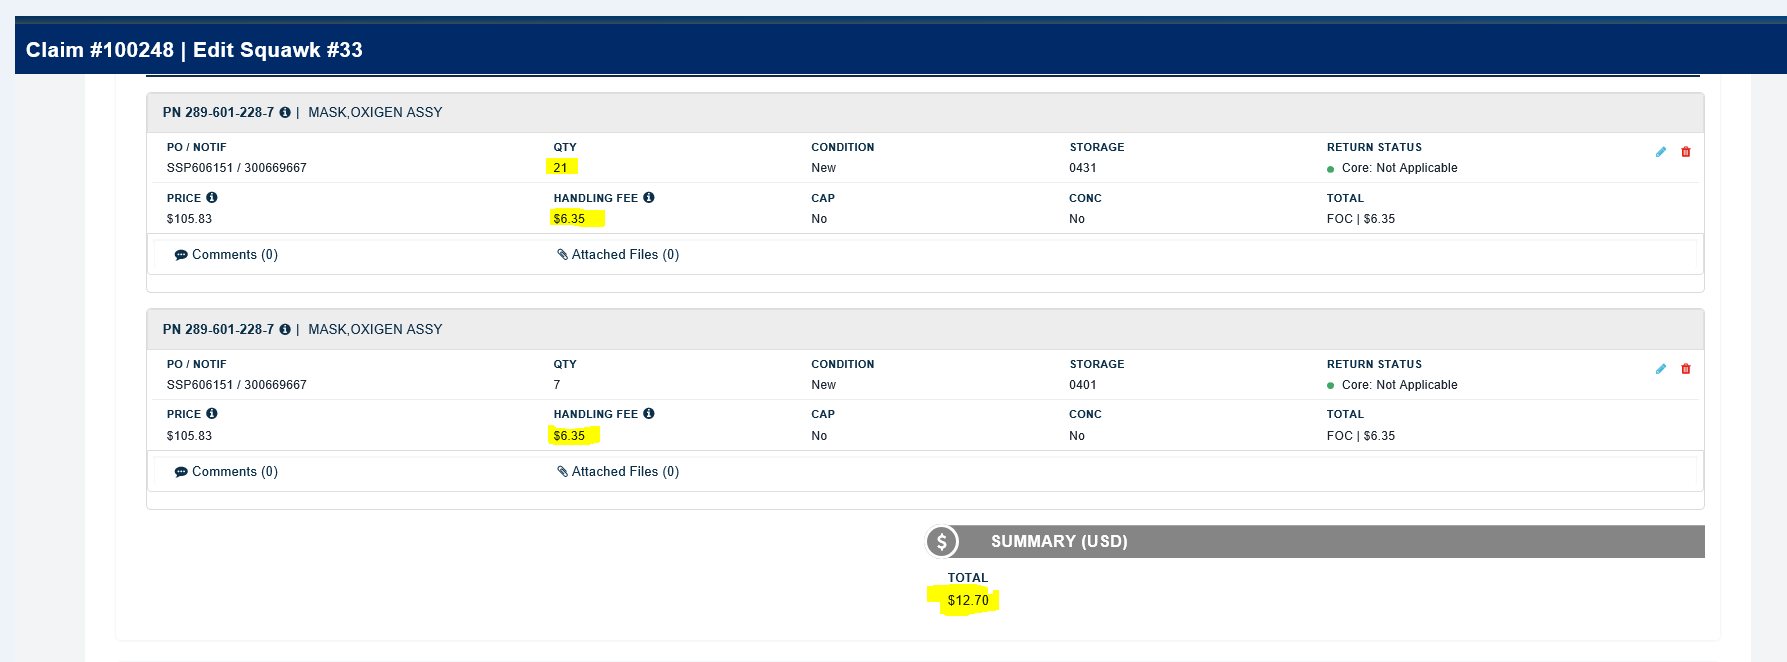 Claim #100248 | Edit Squawk #33
PN 289-601-228-7 | MASK,OXIGEN ASSY
PO / NOTIF QTY CONDITION STORAGE RETURN STATUS
SSP606151 / 300669667 21 New 0431 Core: Not Applicable
PRICE HANDLING FEE CAP CONC TOTAL
$105.83 $6.35 No No FOC | $6.35
Comments (0) Attached Files (0)
PN 289-601-228-7 | MASK,OXIGEN ASSY
PO / NOTIF QTY CONDITION STORAGE RETURN STATUS
SSP606151 / 300669667 7 New 0401 Core: Not Applicable
PRICE HANDLING FEE CAP CONC TOTAL
$105.83 $6.35 No No FOC | $6.35
Comments (0) Attached Files (0)
$ SUMMARY (USD)
TOTAL
$12.70